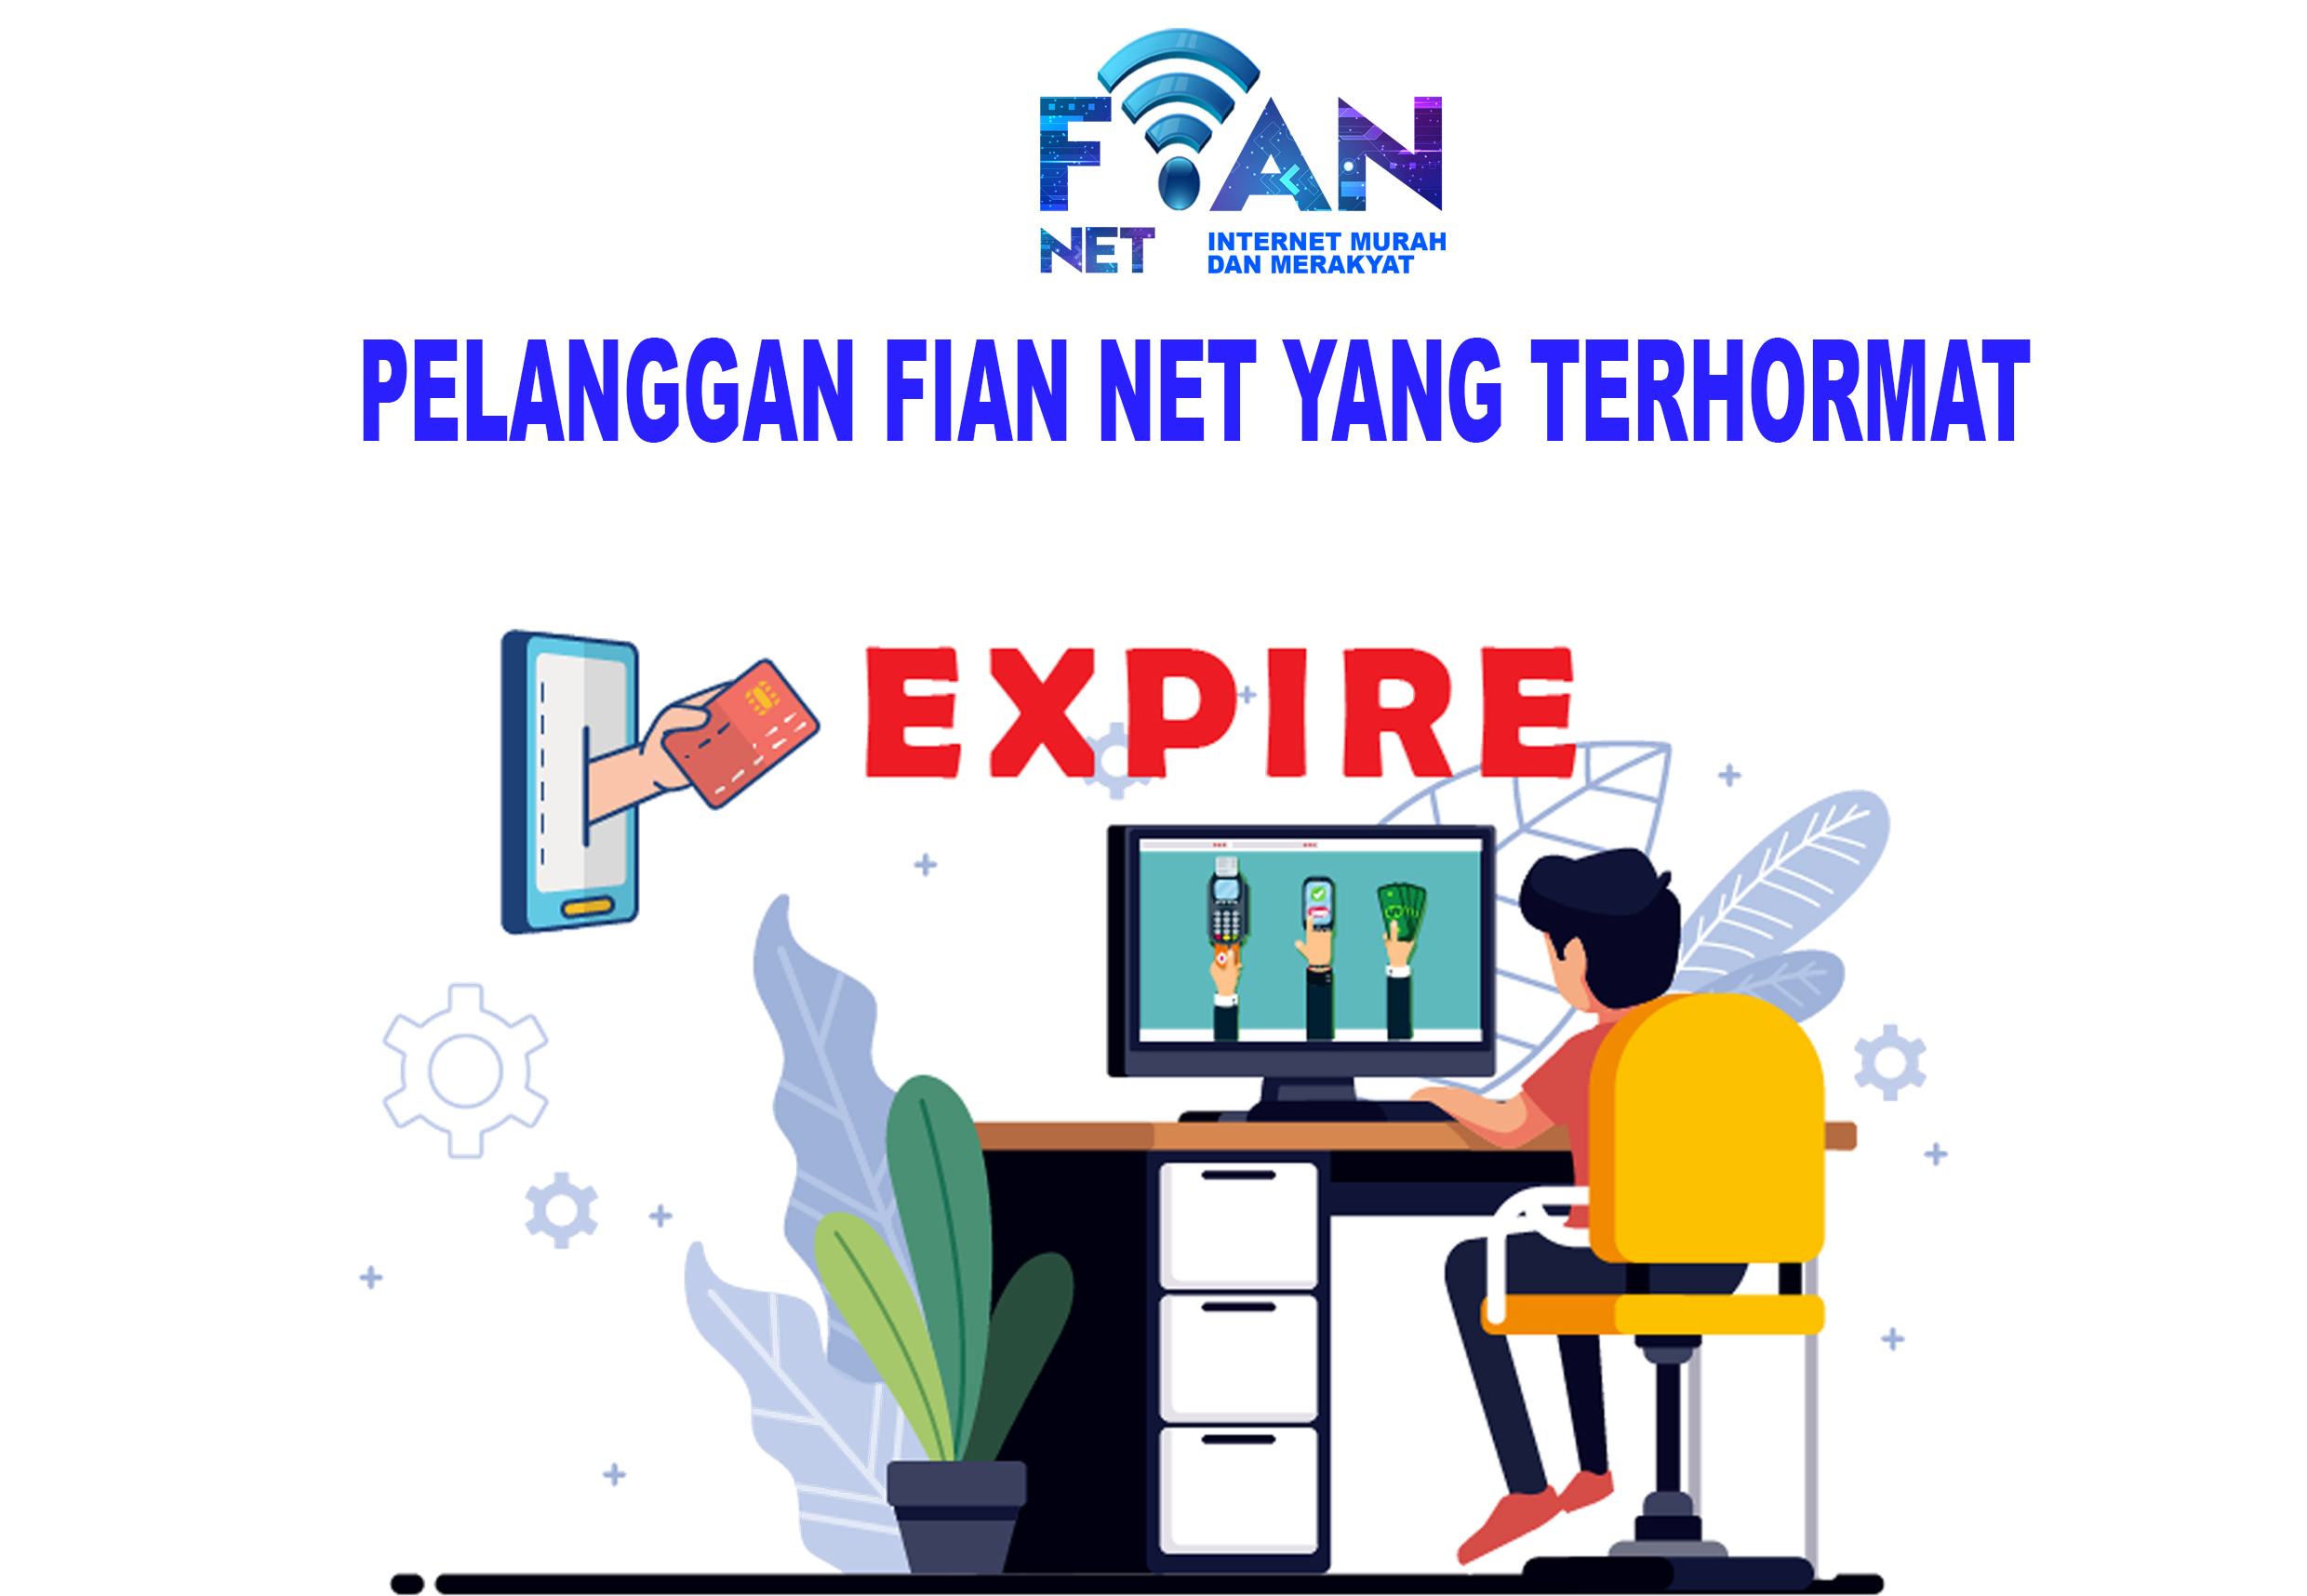 FIAN
NET
INTERNET MURAH
DAN MERAKYAT
PELANGGAN FIAN NET YANG TERHORMAT
EXPIRE